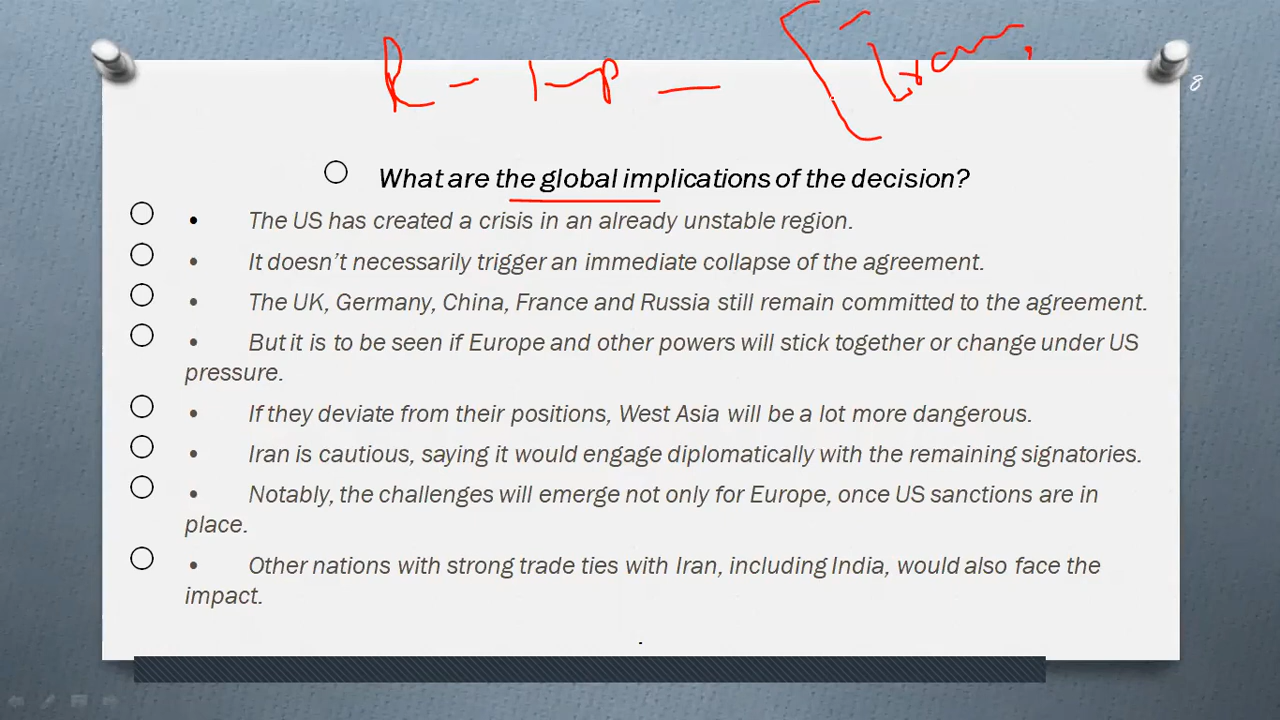 R - Imp - [ Iran,
8
What are the global implications of the decision?
• The US has created a crisis in an already unstable region.
• It doesn't necessarily trigger an immediate collapse of the agreement.
• The UK, Germany, China, France and Russia still remain committed to the agreement.
• But it is to be seen if Europe and other powers will stick together or change under US
pressure.
• If they deviate from their positions, West Asia will be a lot more dangerous.
• Iran is cautious, saying it would engage diplomatically with the remaining signatories.
• Notably, the challenges will emerge not only for Europe, once US sanctions are in
place.
• Other nations with strong trade ties with Iran, including India, would also face the
impact.
.